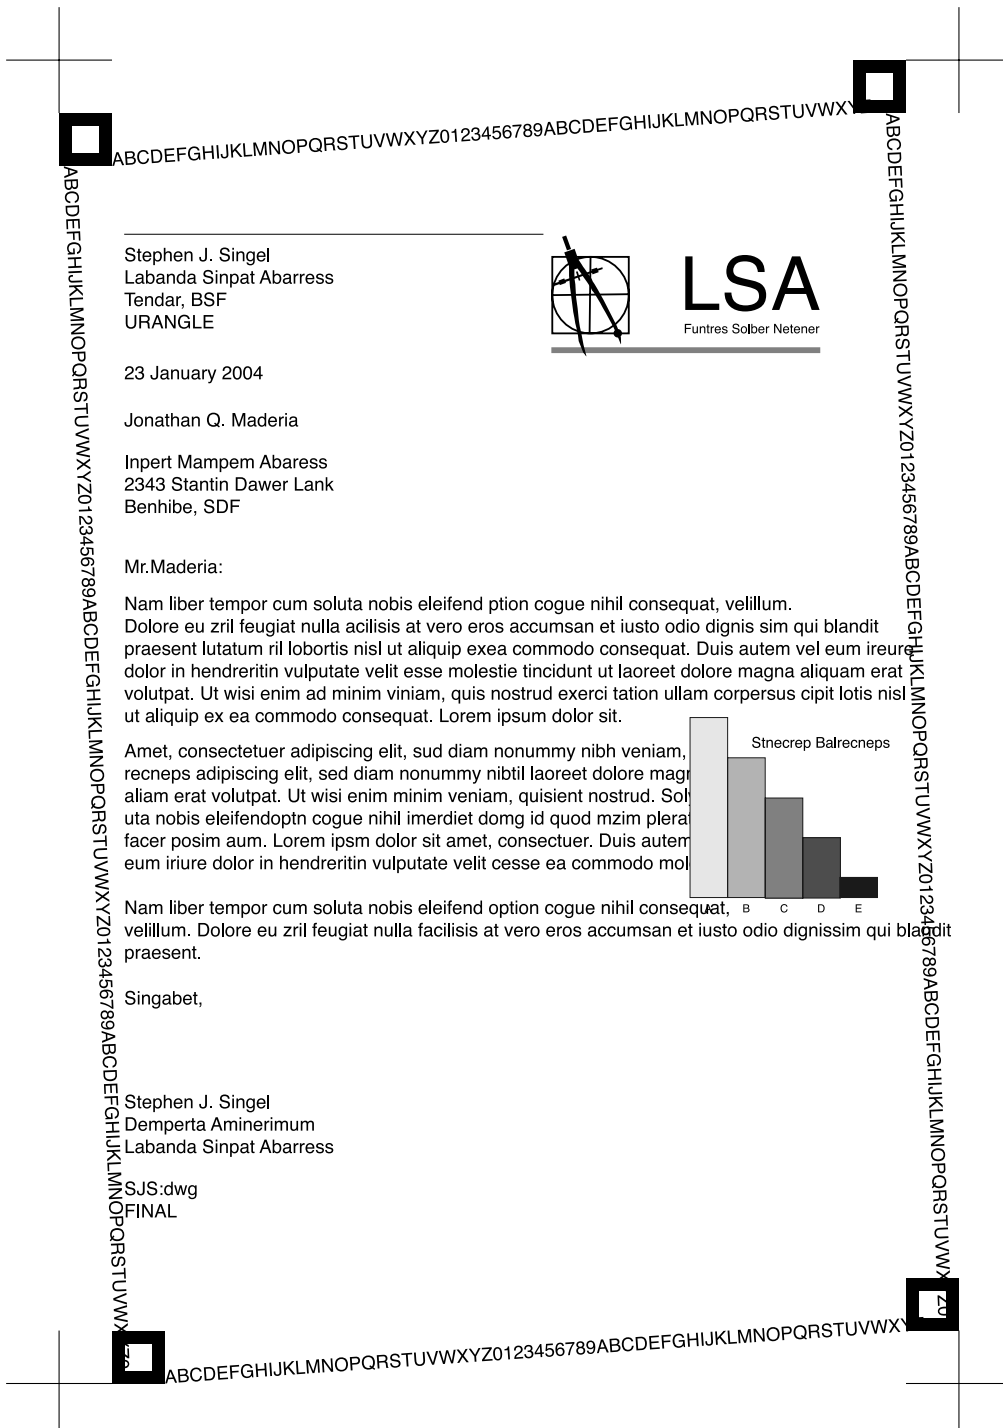 ABCDEFGHIJKLMNOPQRSTUVWXYZ0123456789ABCDEFGHIJKLMNOPQRSTUVWX
ABCDEFGHIJKLMNOPQRSTUVWXYZ0123456789ABCDEFGHIJKLMNOPQRSTUVWXYZ0123456789ABCDEFGHIJKLMNOPQRSTUVWX
ABCDEFGHIJKLMNOPQRSTUVWXYZ0123456789ABCDEFGHIJKLMNOPQRSTUVWXYZ0123456789ABCDEFGHIJKLMNOPQRSTUVWX
Stephen J. Singel
Labanda Sinpat Abarress
Tendar, BSF
URANGLE
LSA
Funtres Solber Netener
23 January 2004
Jonathan Q. Maderia
Inpert Mampem Abaress
2343 Stantin Dawer Lank
Benhibe, SDF
Mr.Maderia:
Nam liber tempor cum soluta nobis eleifend ption cogue nihil consequat, velillum.
Dolore eu zril feugiat nulla acilisis at vero eros accumsan et iusto odio dignis sim qui blandit
praesent lutatum ril lobortis nisl ut aliquip exea commodo consequat. Duis autem vel eum ireure
dolor in hendreritin vulputate velit esse molestie tincidunt ut laoreet dolore magna aliquam erat
volutpat. Ut wisi enim ad minim viniam, quis nostrud exerci tation ullam corpersus cipit lotis nisl
ut aliquip ex ea commodo consequat. Lorem ipsum dolor sit.
Amet, consectetuer adipiscing elit, sud diam nonummy nibh veniam,
recneps adipiscing elit, sed diam nonummy nibtil laoreet dolore
aliam erat volutpat. Ut wisi enim minim veniam, quisient nostrud.
uta nobis eleifendoptn cogue nihil imerdiet domg id quod mzim
facer posim aum. Lorem ipsm dolor sit amet, consectuer. Duis autem
eum iriure dolor in hendreritin vulputate velit cesse ea commodo
Stnecrep Balrecneps
A B C D E
Nam liber tempor cum soluta nobis eleifend option cogue nihil consequat,
velillum. Dolore eu zril feugiat nulla facilisis at vero eros accumsan et iusto odio dignissim qui blandit
praesent.
Singabet,
Stephen J. Singel
Demperta Aminerimum
Labanda Sinpat Abarress
SJS:dwg
FINAL
ABCDEFGHIJKLMNOPQRSTUVWXYZ0123456789ABCDEFGHIJKLMNOPQRSTUVWX